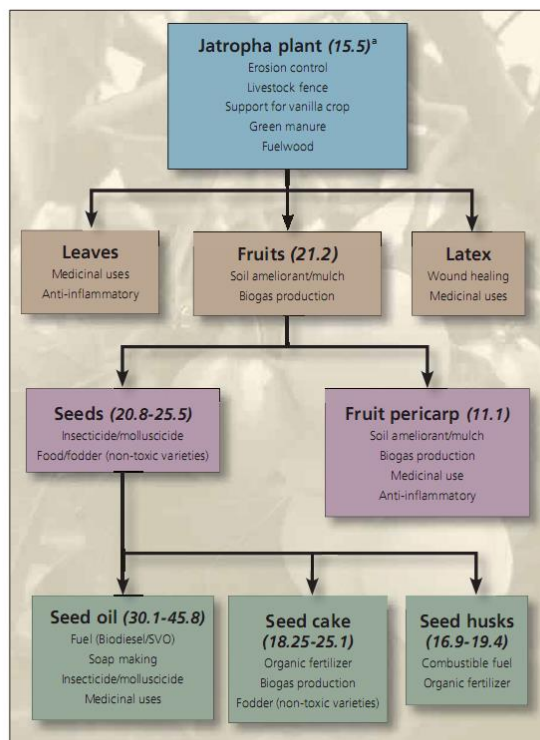 Jatropha plant (15.5)ª
Erosion control
Livestock fence
Support for vanilla crop
Green manure
Fuelwood
Leaves
Medicinal uses
Anti-inflammatory
Fruits (21.2)
Soil ameliorant/mulch
Biogas production
Latex
Wound healing
Medicinal uses
Seeds (20.8-25.5)
Insecticide/molluscicide
Food/fodder (non-toxic varieties)
Fruit pericarp (11.1)
Soil ameliorant/mulch
Biogas production
Medicinal use
Anti-inflammatory
Seed oil (30.1-45.8)
Fuel (Biodiesel/SVO)
Soap making
Insecticide/molluscicide
Medicinal uses
Seed cake
(18.25-25.1)
Organic fertilizer
Biogas production
Fodder (non-toxic varieties)
Seed husks
(16.9-19.4)
Combustible fuel
Organic fertilizer